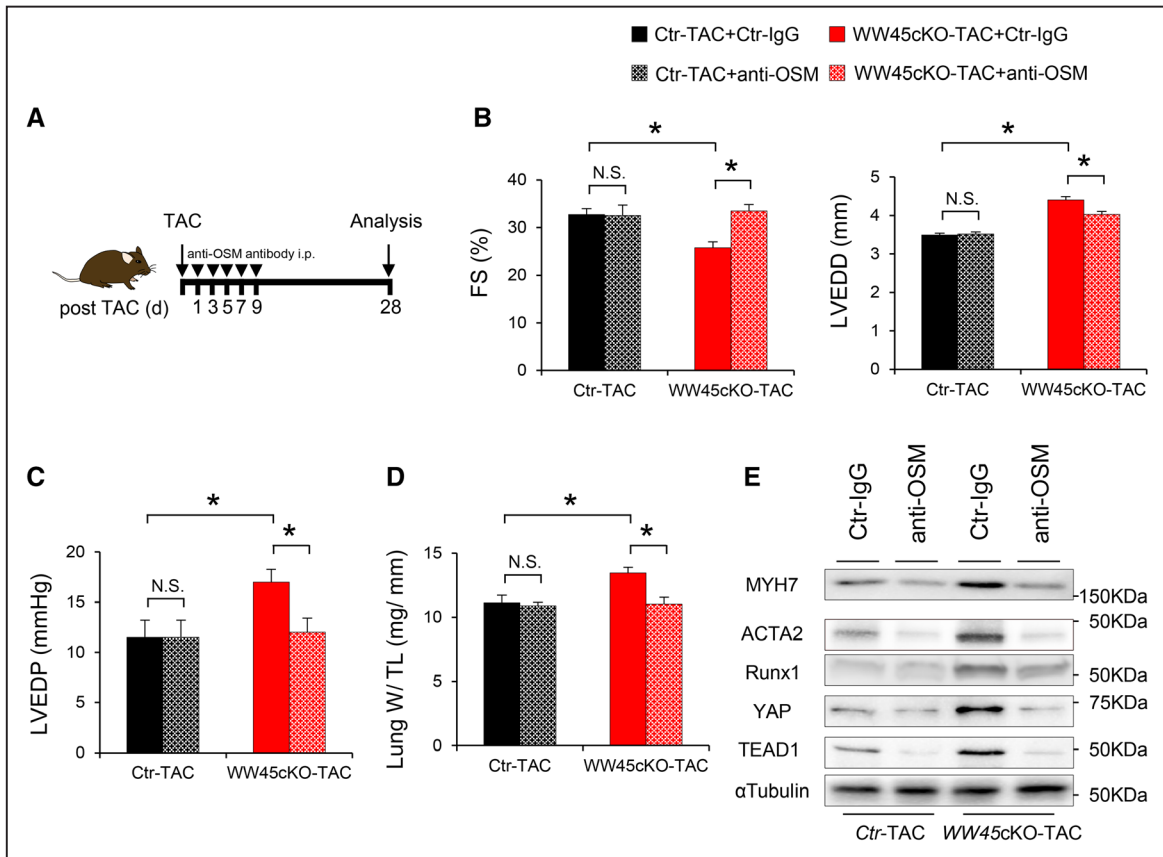 Ctr-TAC+Ctr-IgG WW45cKO-TAC+Ctr-IgG
Ctr-TAC+anti-OSM WW45cKO-TAC+anti-OSM
A
TAC Analysis
anti-OSM antibody i.p.
post TAC (d) 1 3 5 7 9 28
B
*
N.S. *
40
30
20
10
0
FS (%)
Ctr-TAC WW45cKO-TAC
*
N.S. *
5
4
3
2
1
0
LVEDD (mm)
Ctr-TAC WW45cKO-TAC
C
*
N.S. *
20
15
10
5
0
LVEDP (mmHg)
Ctr-TAC WW45cKO-TAC
D
*
N.S. *
15
10
5
0
Lung W/ TL (mg/ mm)
Ctr-TAC WW45cKO-TAC
E
Ctr-IgG anti-OSM Ctr-IgG anti-OSM
MYH7 150KDa
ACTA2 50KDa
Runx1 50KDa
YAP 75KDa
TEAD1 50KDa
αTubulin 50KDa
Ctr-TAC WW45cKO-TAC